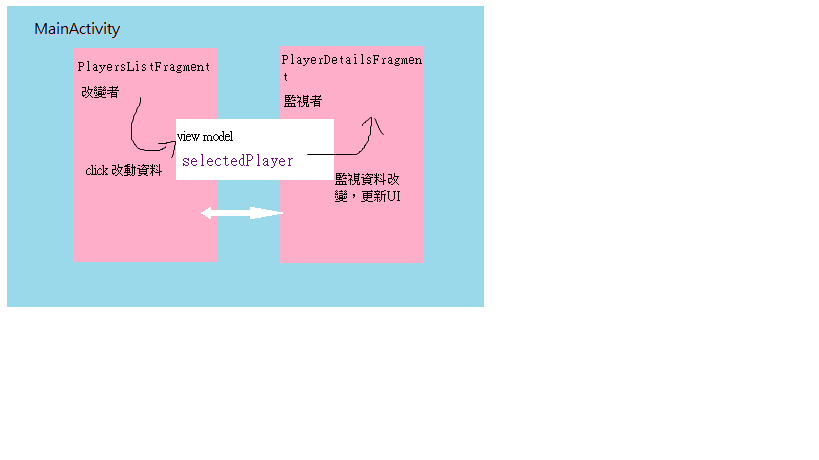 MainActivity
PlayersListFragment
改變者
click 改動資料
view model
selectedPlayer
PlayerDetailsFragmen
t
監視者
監視資料改
變，更新UI